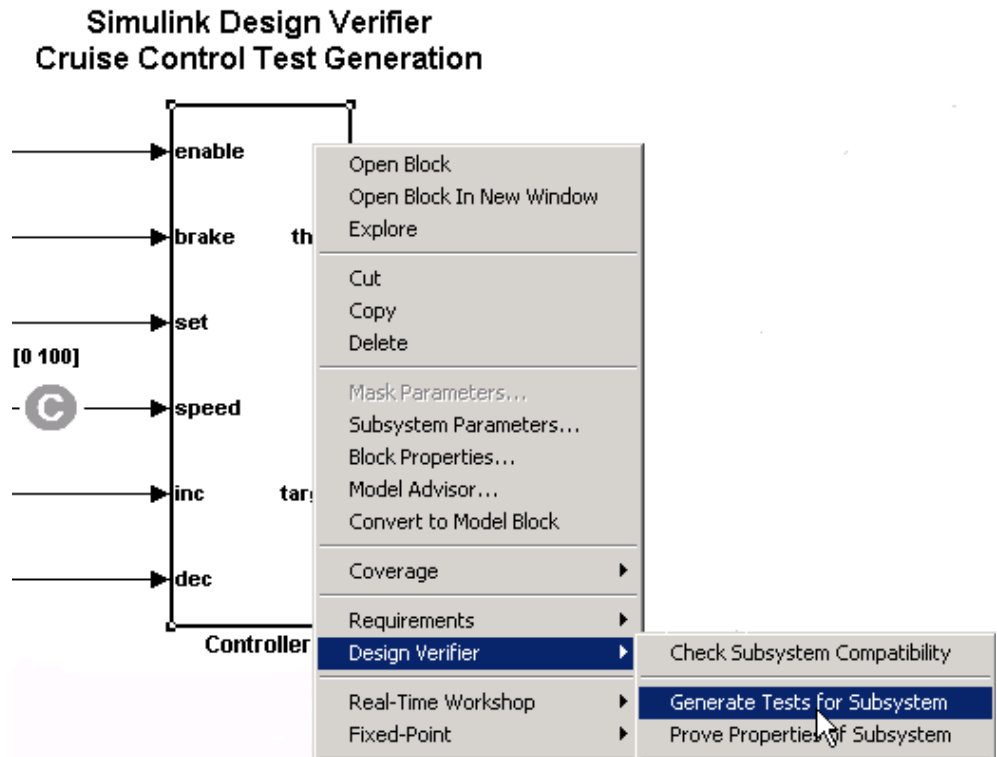 Simulink Design Verifier
Cruise Control Test Generation
enable
brake th
set
[0 100]
C
speed
inc tar
dec
Controller
Open Block
Open Block In New Window
Explore
Cut
Copy
Delete
Mask Parameters...
Subsystem Parameters...
Block Properties...
Model Advisor...
Convert to Model Block
Coverage
Requirements
Design Verifier
Real-Time Workshop
Fixed-Point
Check Subsystem Compatibility
Generate Tests for Subsystem
Prove Properties of Subsystem